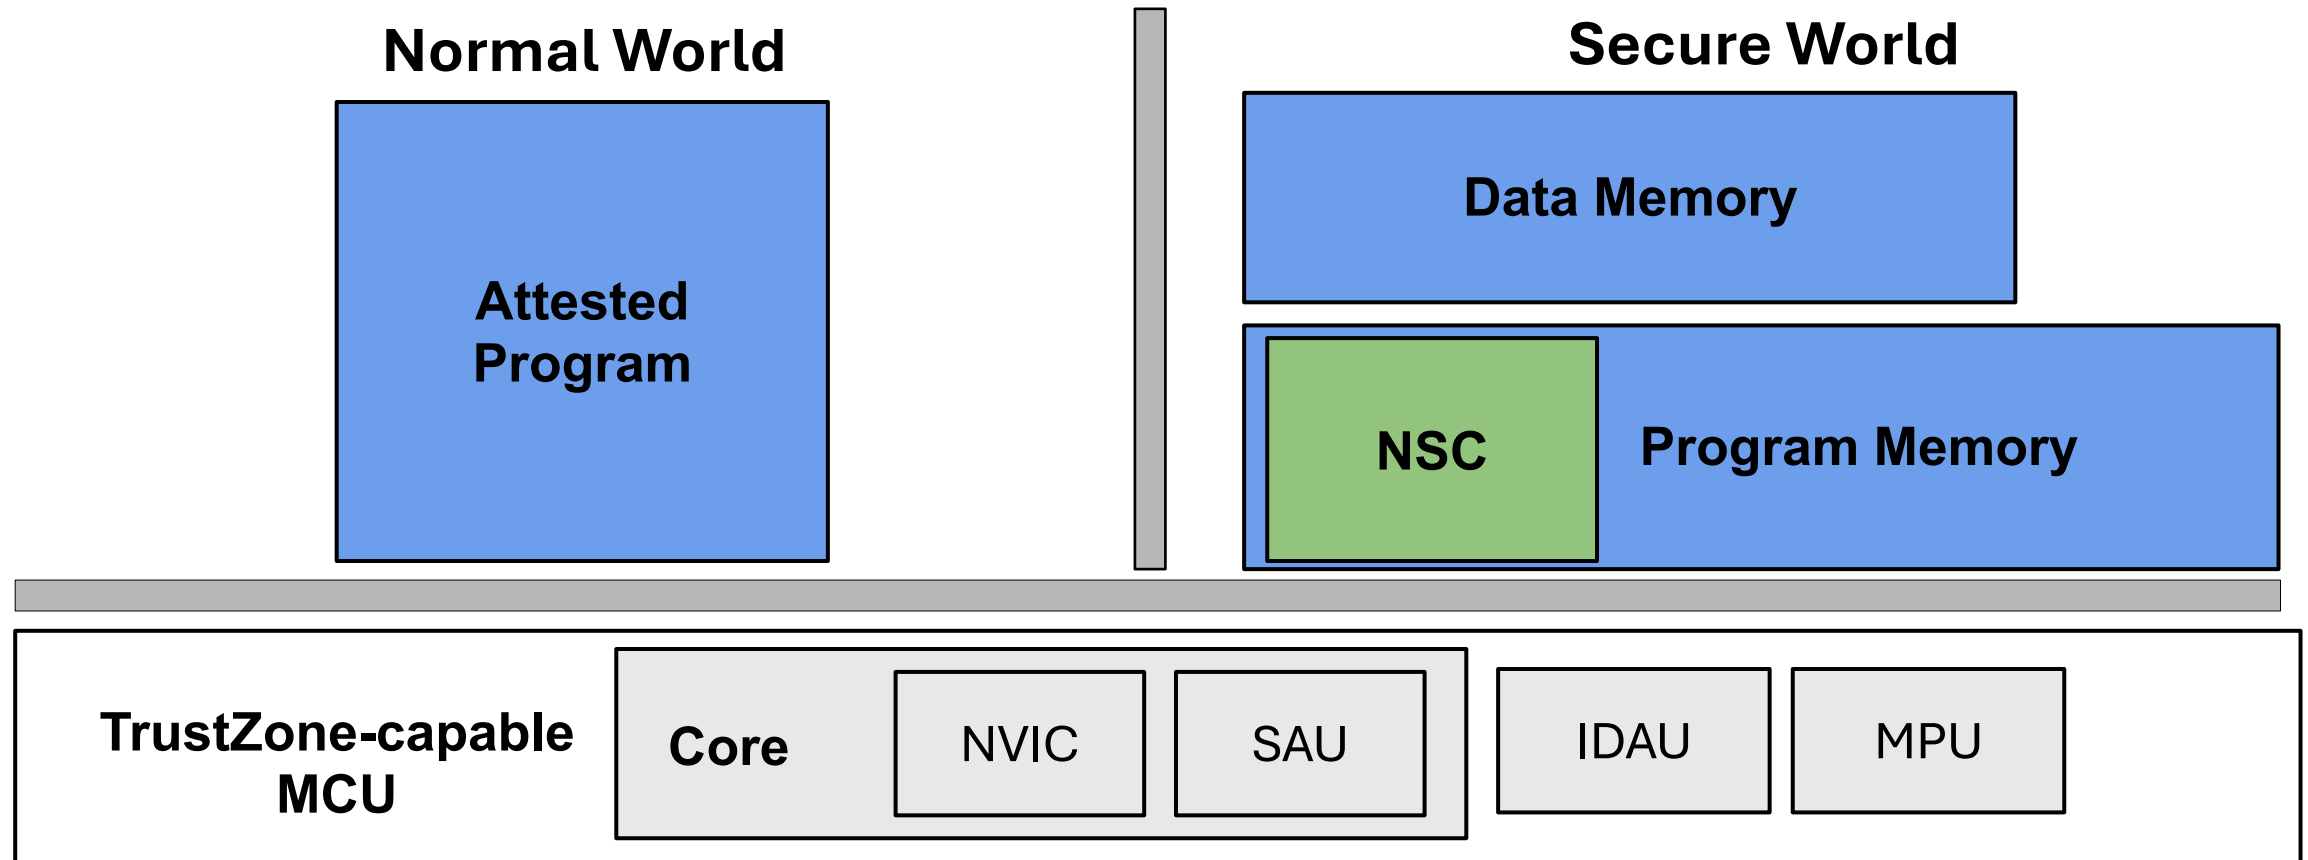 Normal World
Secure World
Attested
Program
Data Memory
NSC
Program Memory
TrustZone-capable
MCU
Core
NVIC
SAU
IDAU
MPU